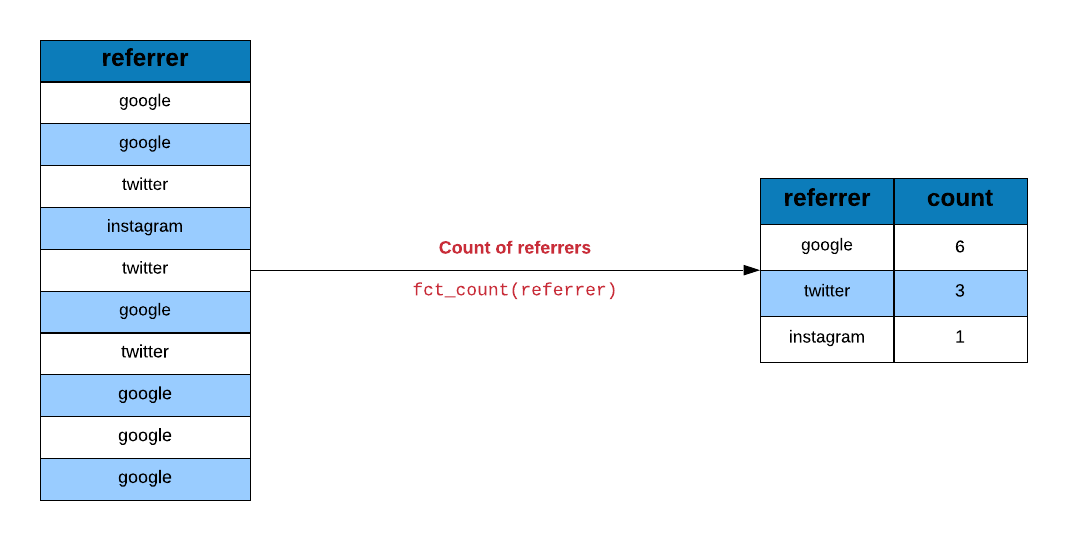 referrer
google
google
twitter
instagram
twitter
google
twitter
google
google
google
Count of referrers
fct_count(referrer)
referrer count
google 6
twitter 3
instagram 1